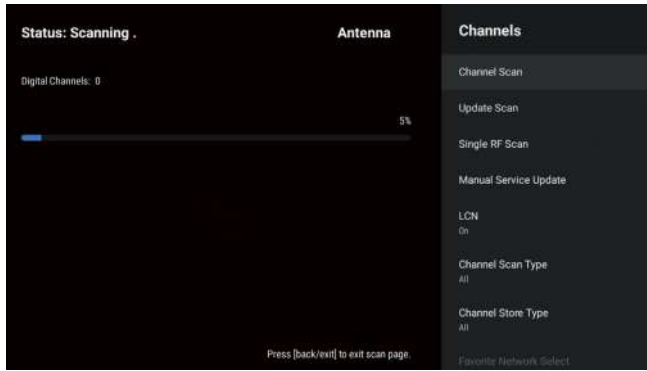 Status: Scanning .
Antenna
Digital Channels: 0
5%
Press [back/exit] to exit scan page.
Channels
Channel Scan
Update Scan
Single RF Scan
Manual Service Update
LCN
On
Channel Scan Type
All
Channel Store Type
All
Favorite Network Select